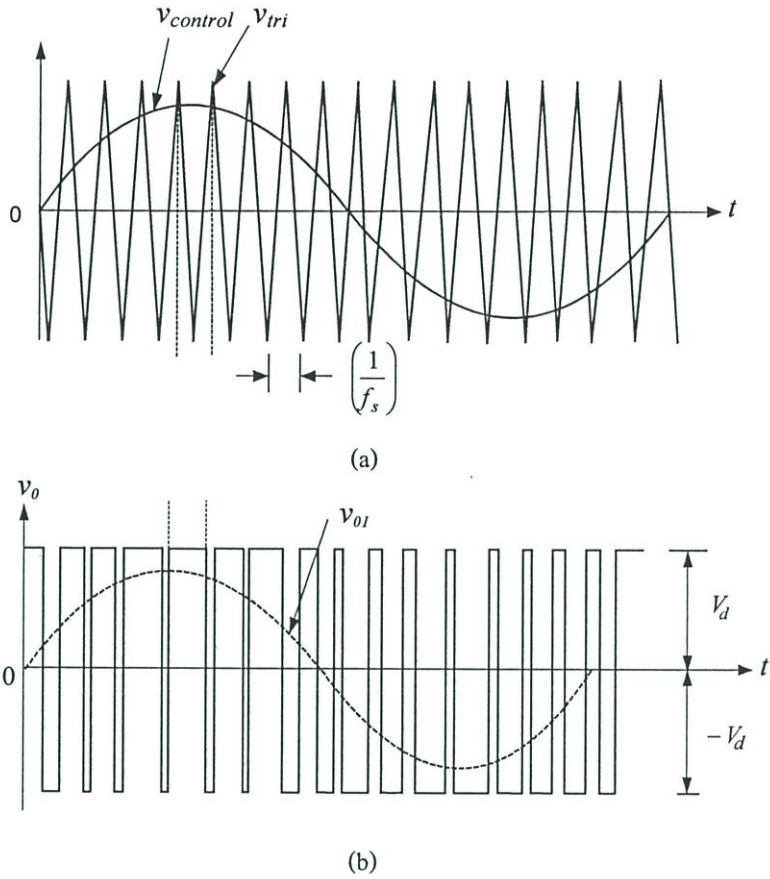 v_control v_tri
0
t
(1/f_s)
(a)
v_0
v_01
V_d
0
t
− V_d
(b)